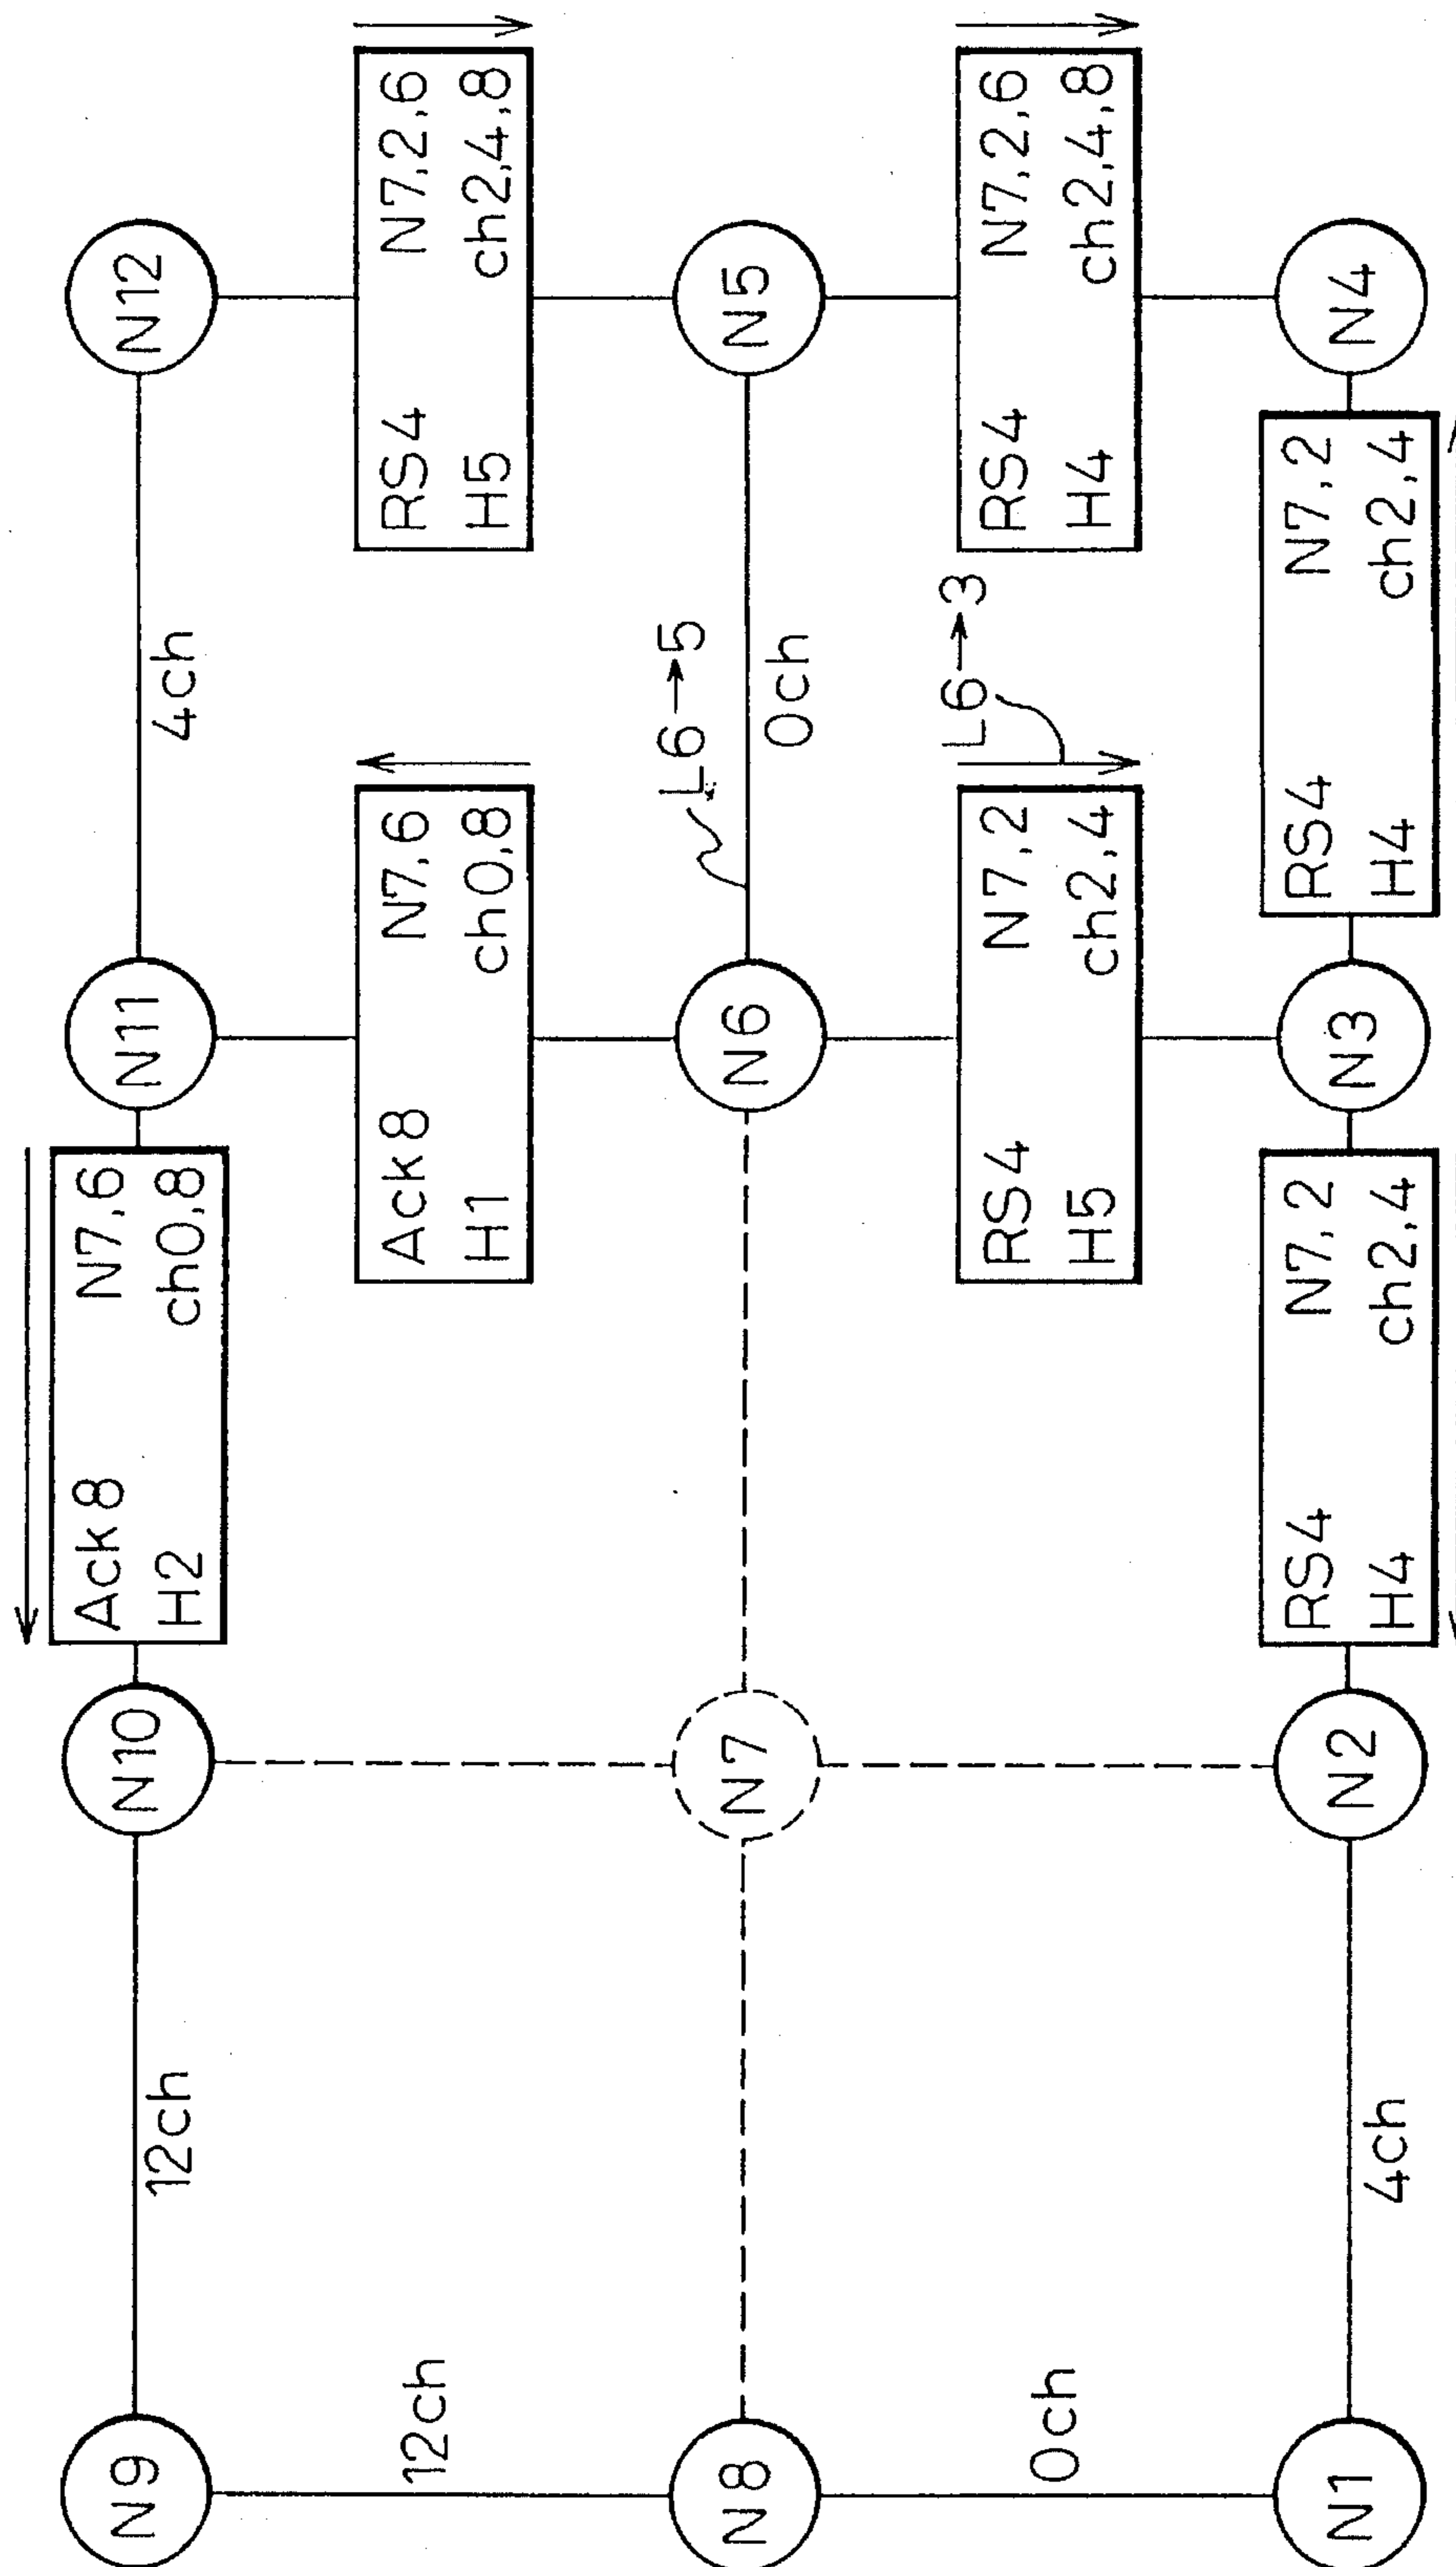 N9
12ch
N10
Ack8 N7,6
H2 ch0,8
N11
4ch
N12
12ch
Ack8 N7,6
H1 ch0,8
RS4 N7,2,6
H5 ch2,4,8
N8
N7
N6
L6→5
0ch
N5
0ch
RS4 N7,2
H5 ch2,4
L6→3
RS4 N7,2,6
H4 ch2,4,8
N1
4ch
N2
RS4 N7,2
H4 ch2,4
N3
RS4 N7,2
H4 ch2,4
N4